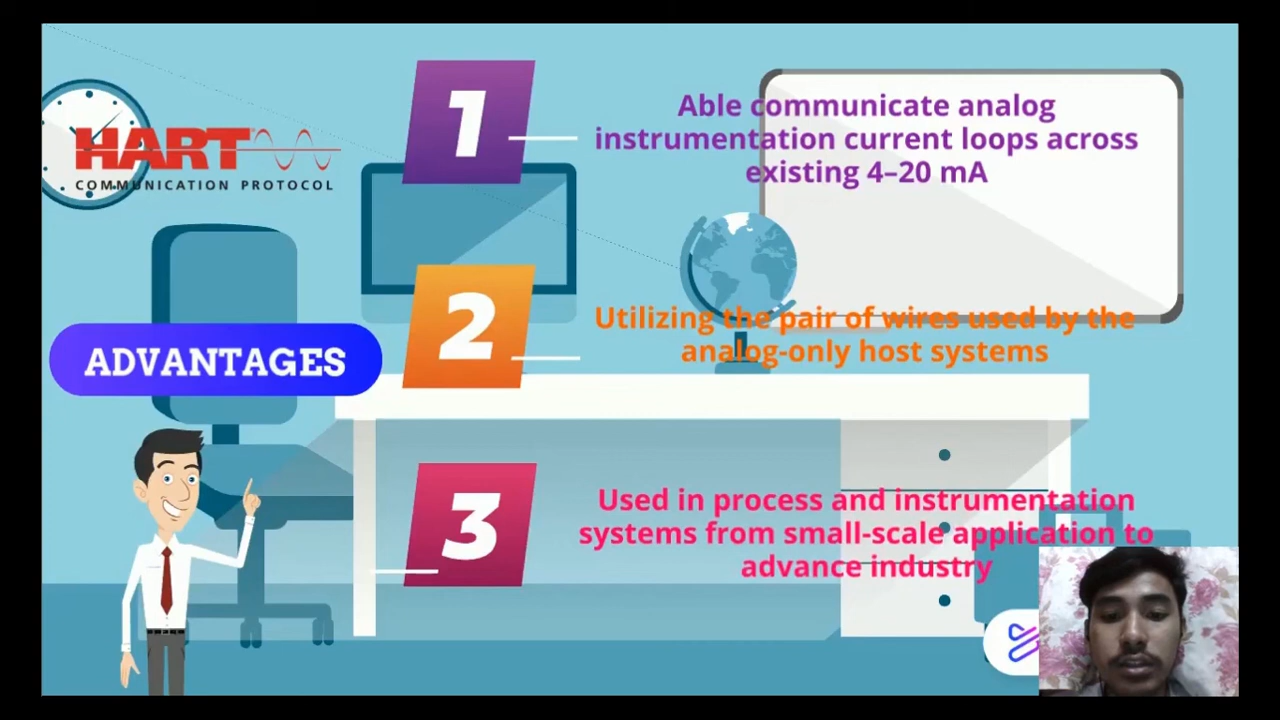 HART
COMMUNICATION PROTOCOL
ADVANTAGES
1
Able communicate analog
instrumentation current loops across
existing 4–20 mA
2
Utilizing the pair of wires used by the
analog-only host systems
3
Used in process and instrumentation
systems from small-scale application to
advance industry